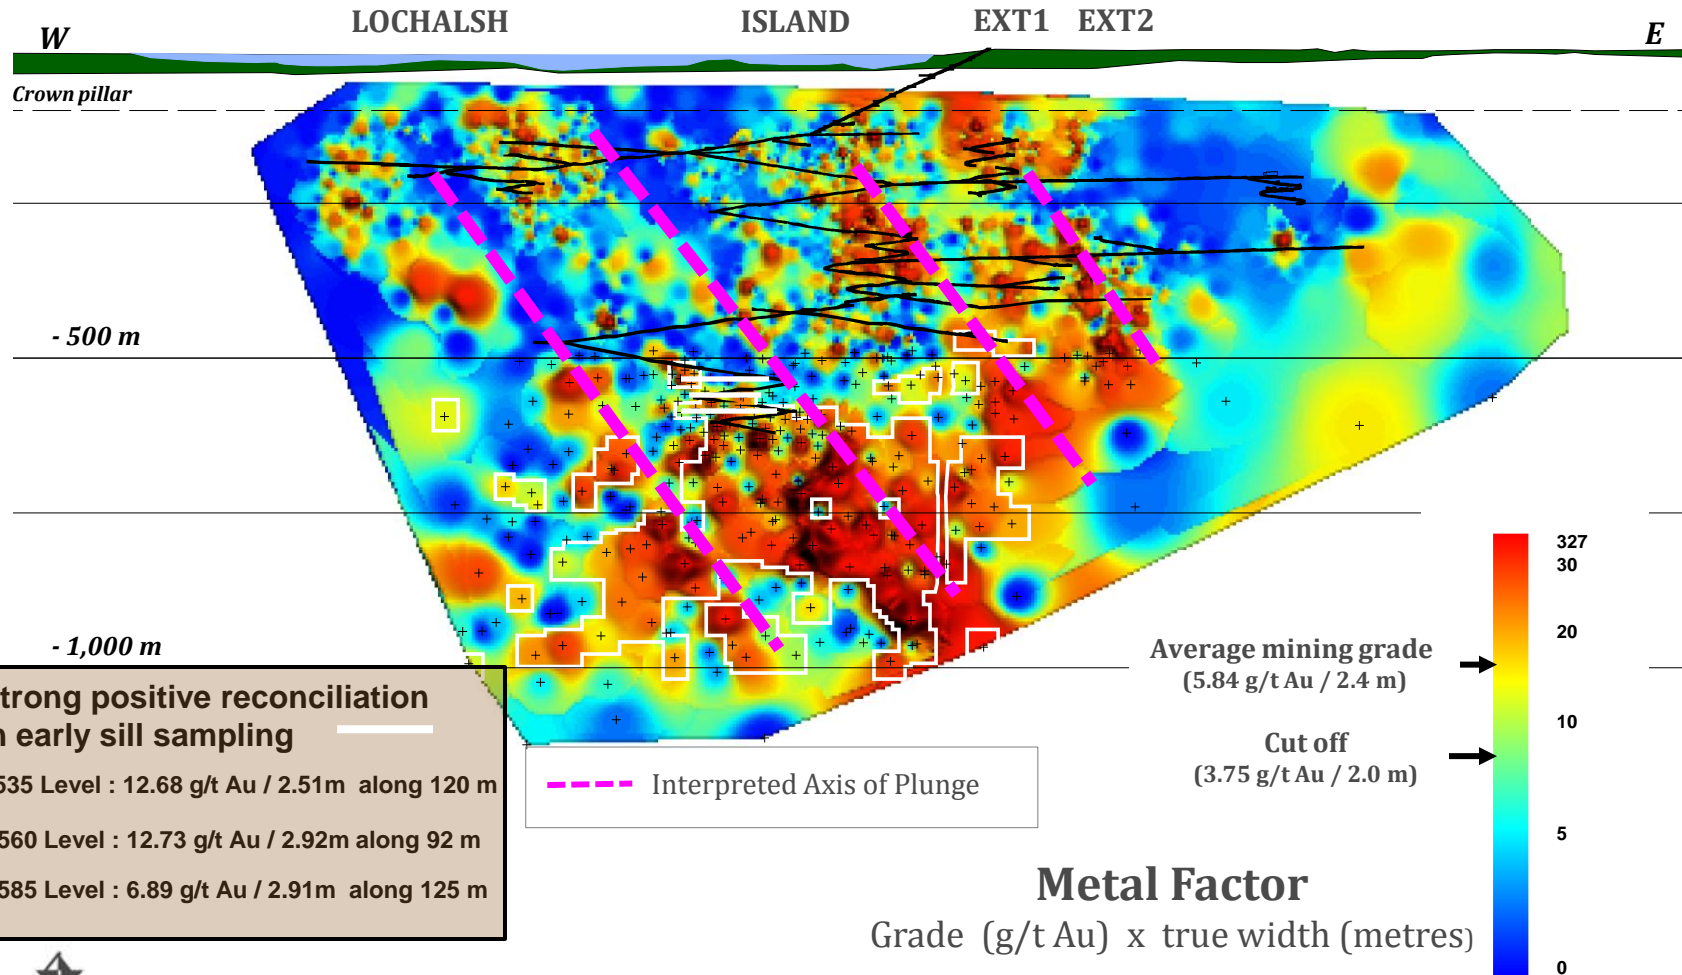 LOCHALSH ISLAND EXT1 EXT2
W E
Crown pillar
- 500 m
- 1,000 m
trong positive reconciliation
n early sill sampling
535 Level : 12.68 g/t Au / 2.51m along 120 m
560 Level : 12.73 g/t Au / 2.92m along 92 m
585 Level : 6.89 g/t Au / 2.91m along 125 m
Interpreted Axis of Plunge
Average mining grade
(5.84 g/t Au / 2.4 m)
Cut off
(3.75 g/t Au / 2.0 m)
327
30
20
10
5
0
Metal Factor
Grade (g/t Au) x true width (metres)